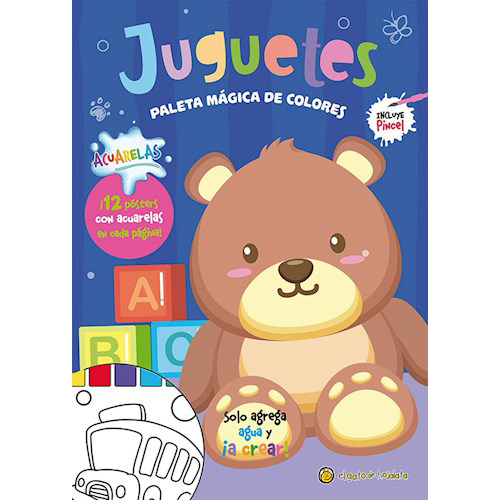 Juguetes
PALETA MÁGICA DE COLORES
INCLUYE
Pincel
ACUARELAS
¡12 pósters
con acuarelas
en cada página!
A
B C
Solo agrega
agua y
¡a crear!
el gato de hojalata